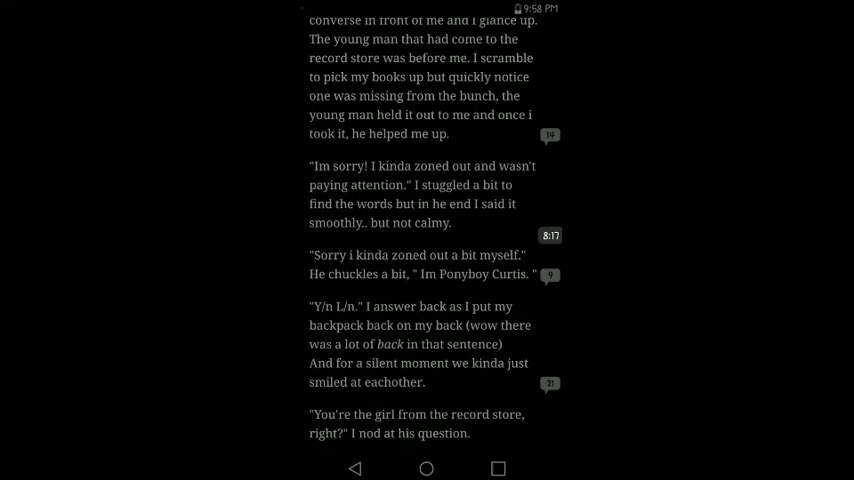 9:58 PM
converse in front of me and I glance up.
The young man that had come to the
record store was before me. I scramble
to pick my books up but quickly notice
one was missing from the bunch, the
young man held it out to me and once i
took it, he helped me up.
14
"Im sorry! I kinda zoned out and wasn't
paying attention." I stuggled a bit to
find the words but in he end I said it
smoothly.. but not calmy.
8:17
"Sorry i kinda zoned out a bit myself."
He chuckles a bit, " Im Ponyboy Curtis. "
9
"Y/n L/n." I answer back as I put my
backpack back on my back (wow there
was a lot of back in that sentence)
And for a silent moment we kinda just
smiled at eachother.
21
"You're the girl from the record store,
right?" I nod at his question.